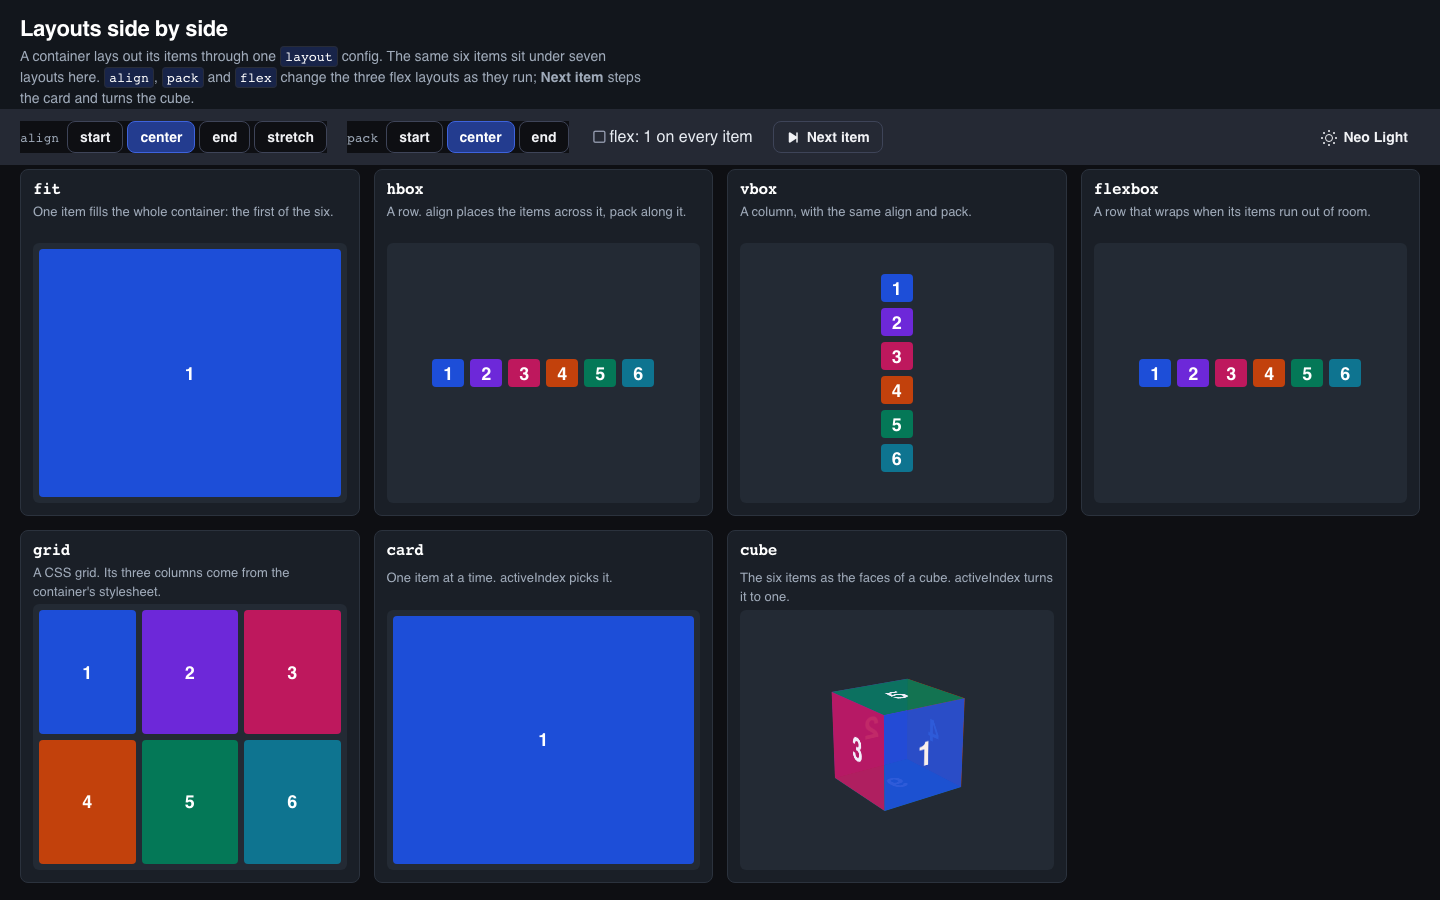 Layouts side by side
A container lays out its items through one layout config. The same six items sit under seven
layouts here. align, pack and flex change the three flex layouts as they run; Next item steps
the card and turns the cube.
align start center end stretch pack start center end flex: 1 on every item Next item Neo Light
fit
One item fills the whole container: the first of the six.
1
hbox
A row. align places the items across it, pack along it.
1 2 3 4 5 6
vbox
A column, with the same align and pack.
1
2
3
4
5
6
flexbox
A row that wraps when its items run out of room.
1 2 3 4 5 6
grid
A CSS grid. Its three columns come from the
container's stylesheet.
1 2 3
4 5 6
card
One item at a time. activeIndex picks it.
1
cube
The six items as the faces of a cube. activeIndex turns
it to one.
5
2 4
3 1
6